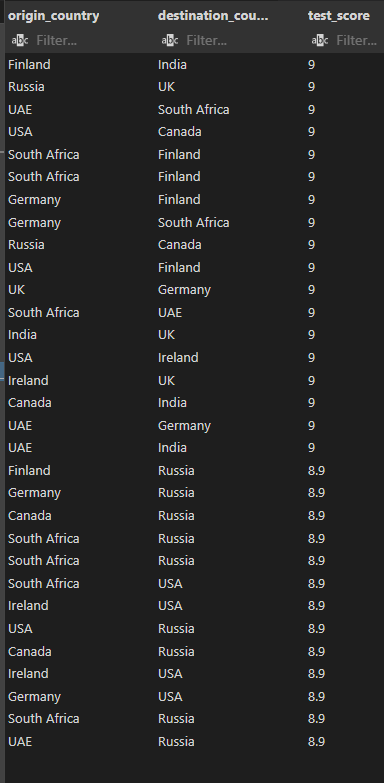 origin_country destination_cou... test_score
abc Filter... abc Filter... abc Filter...
Finland India 9
Russia UK 9
UAE South Africa 9
USA Canada 9
South Africa Finland 9
South Africa Finland 9
Germany Finland 9
Germany South Africa 9
Russia Canada 9
USA Finland 9
UK Germany 9
South Africa UAE 9
India UK 9
USA Ireland 9
Ireland UK 9
Canada India 9
UAE Germany 9
UAE India 9
Finland Russia 8.9
Germany Russia 8.9
Canada Russia 8.9
South Africa Russia 8.9
South Africa Russia 8.9
South Africa USA 8.9
Ireland USA 8.9
USA Russia 8.9
Canada Russia 8.9
Ireland USA 8.9
Germany USA 8.9
South Africa Russia 8.9
UAE Russia 8.9